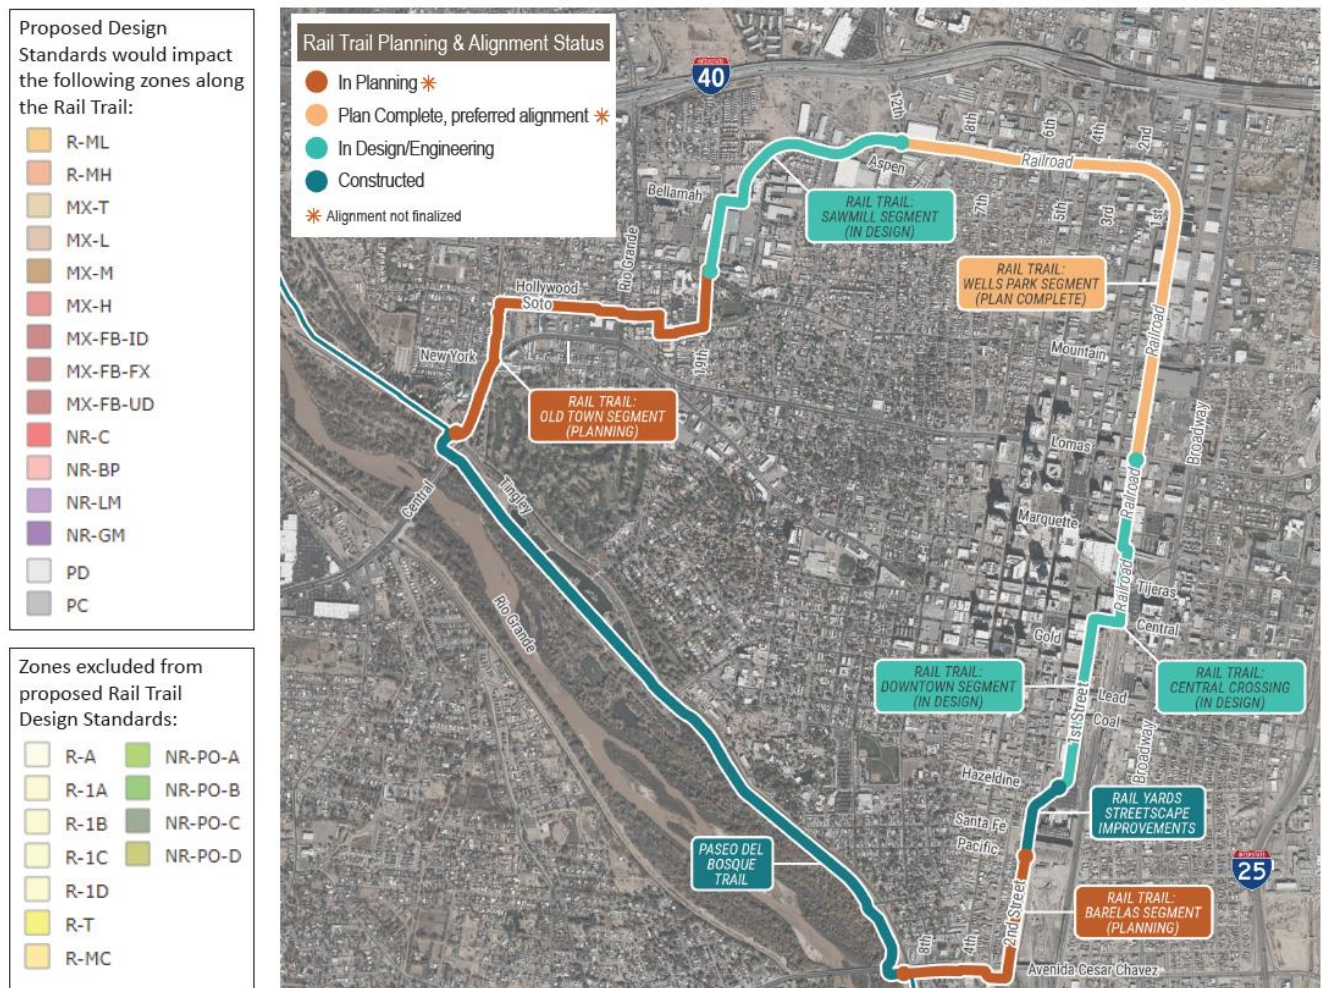 Proposed Design
Standards would impact
the following zones along
the Rail Trail:
R-ML
R-MH
MX-T
MX-L
MX-M
MX-H
MX-FB-ID
MX-FB-FX
MX-FB-UD
NR-C
NR-BP
NR-LM
NR-GM
PD
PC
Zones excluded from
proposed Rail Trail
Design Standards:
R-A
R-1A
R-1B
R-1C
R-1D
R-T
R-MC
NR-PO-A
NR-PO-B
NR-PO-C
NR-PO-D
Rail Trail Planning & Alignment Status
In Planning ✳
Plan Complete, preferred alignment ✳
In Design/Engineering
Constructed
✳ Alignment not finalized
INTERSTATE
40
12th
8th
6th
4th
2nd
Railroad
Aspen
Bellamah
7th
5th
3rd
1st
RAIL TRAIL:
SAWMILL SEGMENT
(IN DESIGN)
Rio Grande
RAIL TRAIL:
WELLS PARK SEGMENT
(PLAN COMPLETE)
Hollywood
Soto
Railroad
New York
19th
Mountain
RAIL TRAIL:
OLD TOWN SEGMENT
(PLANNING)
Broadway
Lomas
Central
Tingley
Railroad
Marquette
Railroad
Tijeras
Rio Grande
Gold
Central
RAIL TRAIL:
DOWNTOWN SEGMENT
(IN DESIGN)
RAIL TRAIL:
CENTRAL CROSSING
(IN DESIGN)
1st Street
Lead
Coal
Broadway
Hazeldine
RAIL YARDS
STREETSCAPE
IMPROVEMENTS
Santa Fe
Pacific
PASEO DEL
BOSQUE
TRAIL
INTERSTATE
25
2nd Street
RAIL TRAIL:
BARELAS SEGMENT
(PLANNING)
8th
4th
Avenida Cesar Chavez